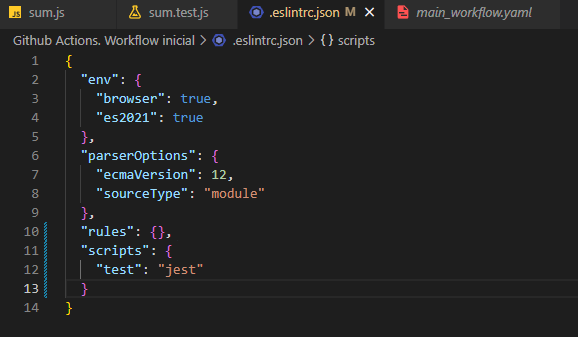 sum.js sum.test.js .eslintrc.json M main_workflow.yaml
Github Actions. Workflow inicial > .eslintrc.json > {} scripts
1 {
2 "env": {
3 "browser": true,
4 "es2021": true
5 },
6 "parserOptions": {
7 "ecmaVersion": 12,
8 "sourceType": "module"
9 },
10 "rules": {},
11 "scripts": {
12 "test": "jest"
13 }
14 }